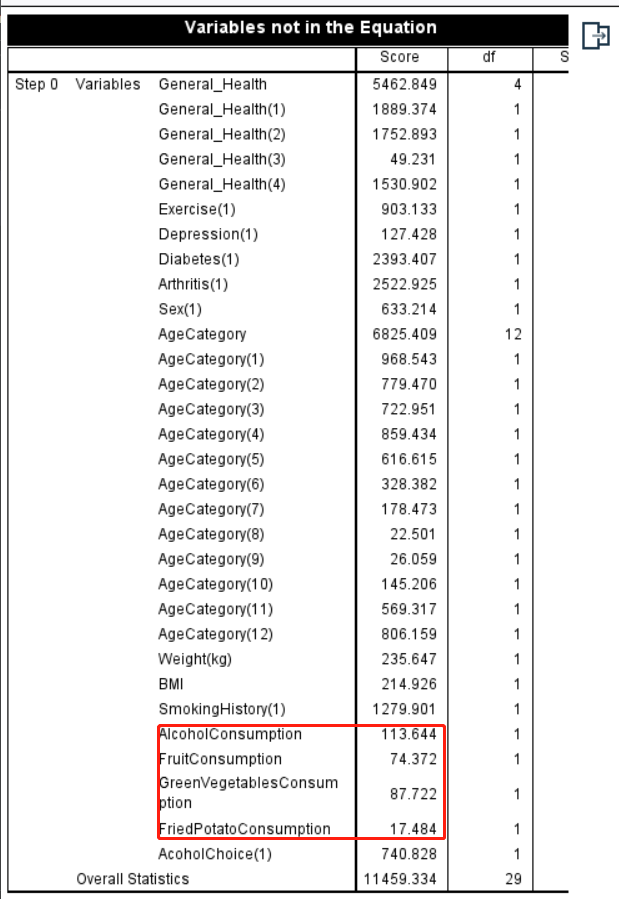 Variables not in the Equation
Score df S
Step 0 Variables General_Health 5462.849 4
General_Health(1) 1889.374 1
General_Health(2) 1752.893 1
General_Health(3) 49.231 1
General_Health(4) 1530.902 1
Exercise(1) 903.133 1
Depression(1) 127.428 1
Diabetes(1) 2393.407 1
Arthritis(1) 2522.925 1
Sex(1) 633.214 1
AgeCategory 6825.409 12
AgeCategory(1) 968.543 1
AgeCategory(2) 779.470 1
AgeCategory(3) 722.951 1
AgeCategory(4) 859.434 1
AgeCategory(5) 616.615 1
AgeCategory(6) 328.382 1
AgeCategory(7) 178.473 1
AgeCategory(8) 22.501 1
AgeCategory(9) 26.059 1
AgeCategory(10) 145.206 1
AgeCategory(11) 569.317 1
AgeCategory(12) 806.159 1
Weight(kg) 235.647 1
BMI 214.926 1
SmokingHistory(1) 1279.901 1
AlcoholConsumption 113.644 1
FruitConsumption 74.372 1
GreenVegetablesConsum
ption 87.722 1
FriedPotatoConsumption 17.484 1
AcoholChoice(1) 740.828 1
Overall Statistics 11459.334 29